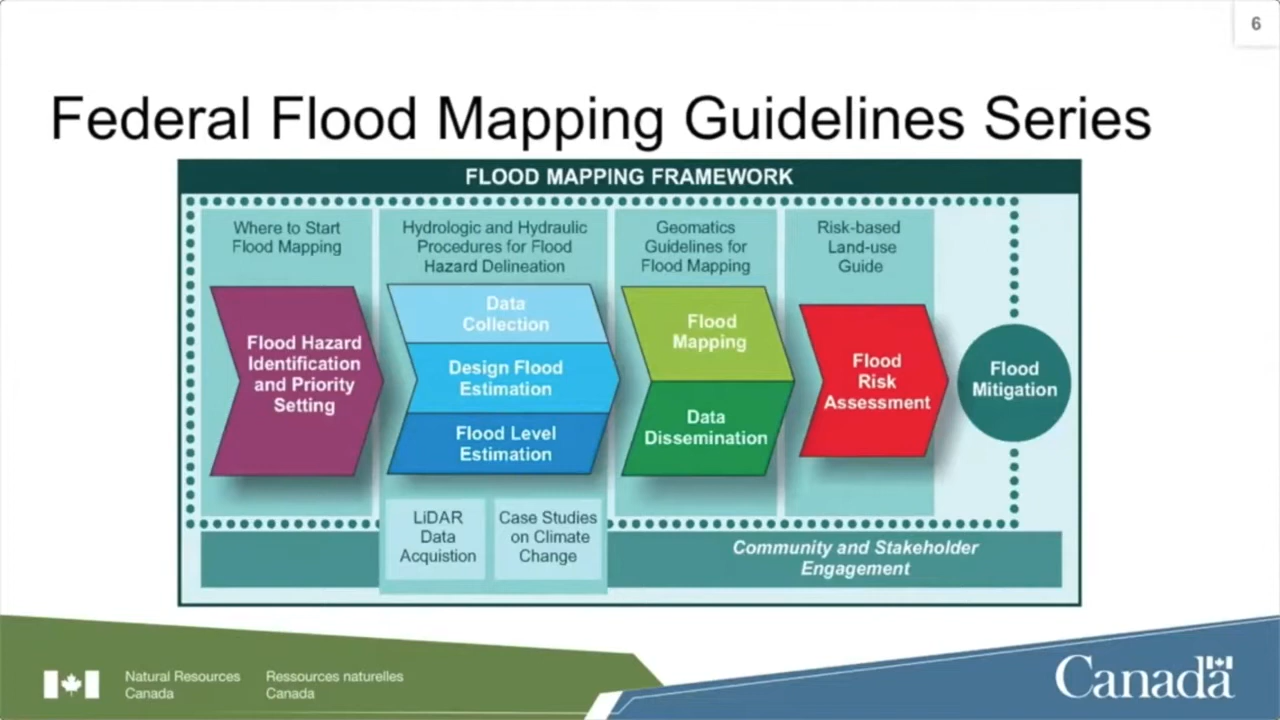 6
Federal Flood Mapping Guidelines Series
FLOOD MAPPING FRAMEWORK
Where to Start
Flood Mapping
Flood Hazard
Identification
and Priority
Setting
Hydrologic and Hydraulic
Procedures for Flood
Hazard Delineation
Data
Collection
Design Flood
Estimation
Flood Level
Estimation
LiDAR
Data
Acquistion
Case Studies
on Climate
Change
Geomatics
Guidelines for
Flood Mapping
Flood
Mapping
Data
Dissemination
Risk-based
Land-use
Guide
Flood
Risk
Assessment
Flood
Mitigation
Community and Stakeholder
Engagement
Natural Resources
Canada
Ressources naturelles
Canada
Canada